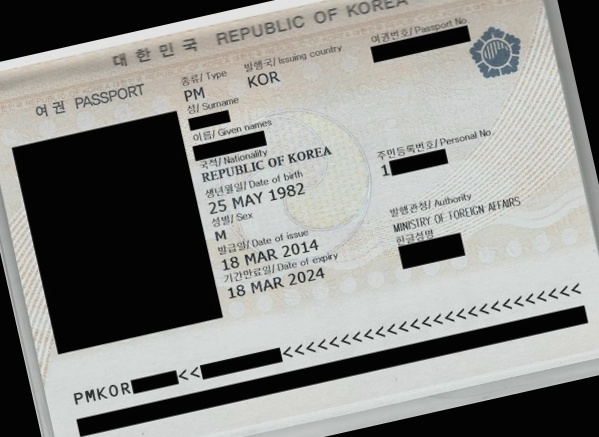 대한민국 REPUBLIC OF KOREA
여권 PASSPORT
종류/ Type 발행국/ Issuing country 여권번호/ Passport No.
PM KOR
성/ Surname
이름/ Given names
국적/ Nationality
REPUBLIC OF KOREA
생년월일/ Date of birth 주민등록번호/ Personal No.
25 MAY 1982 1
성별/ Sex 발행관청/ Authority
M MINISTRY OF FOREIGN AFFAIRS
발급일/ Date of issue 한글성명
18 MAR 2014
기간만료일/ Date of expiry
18 MAR 2024
PMKOR<<<<<<<<<<<<<<<<<<<<<<<<<<<<